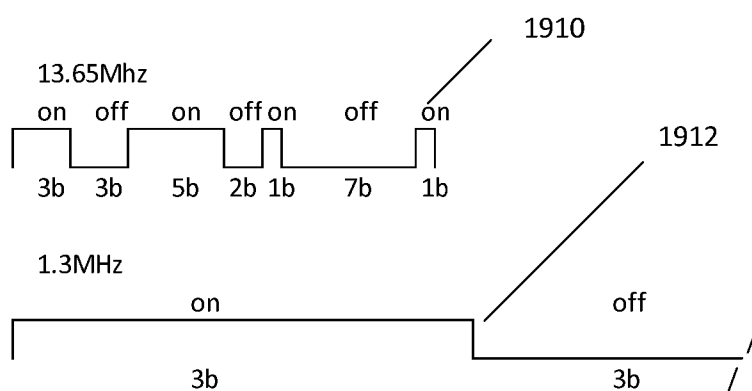 1910
13.65Mhz
on off on off on off on
1912
3b 3b 5b 2b 1b 7b 1b
1.3MHz
on off
3b 3b